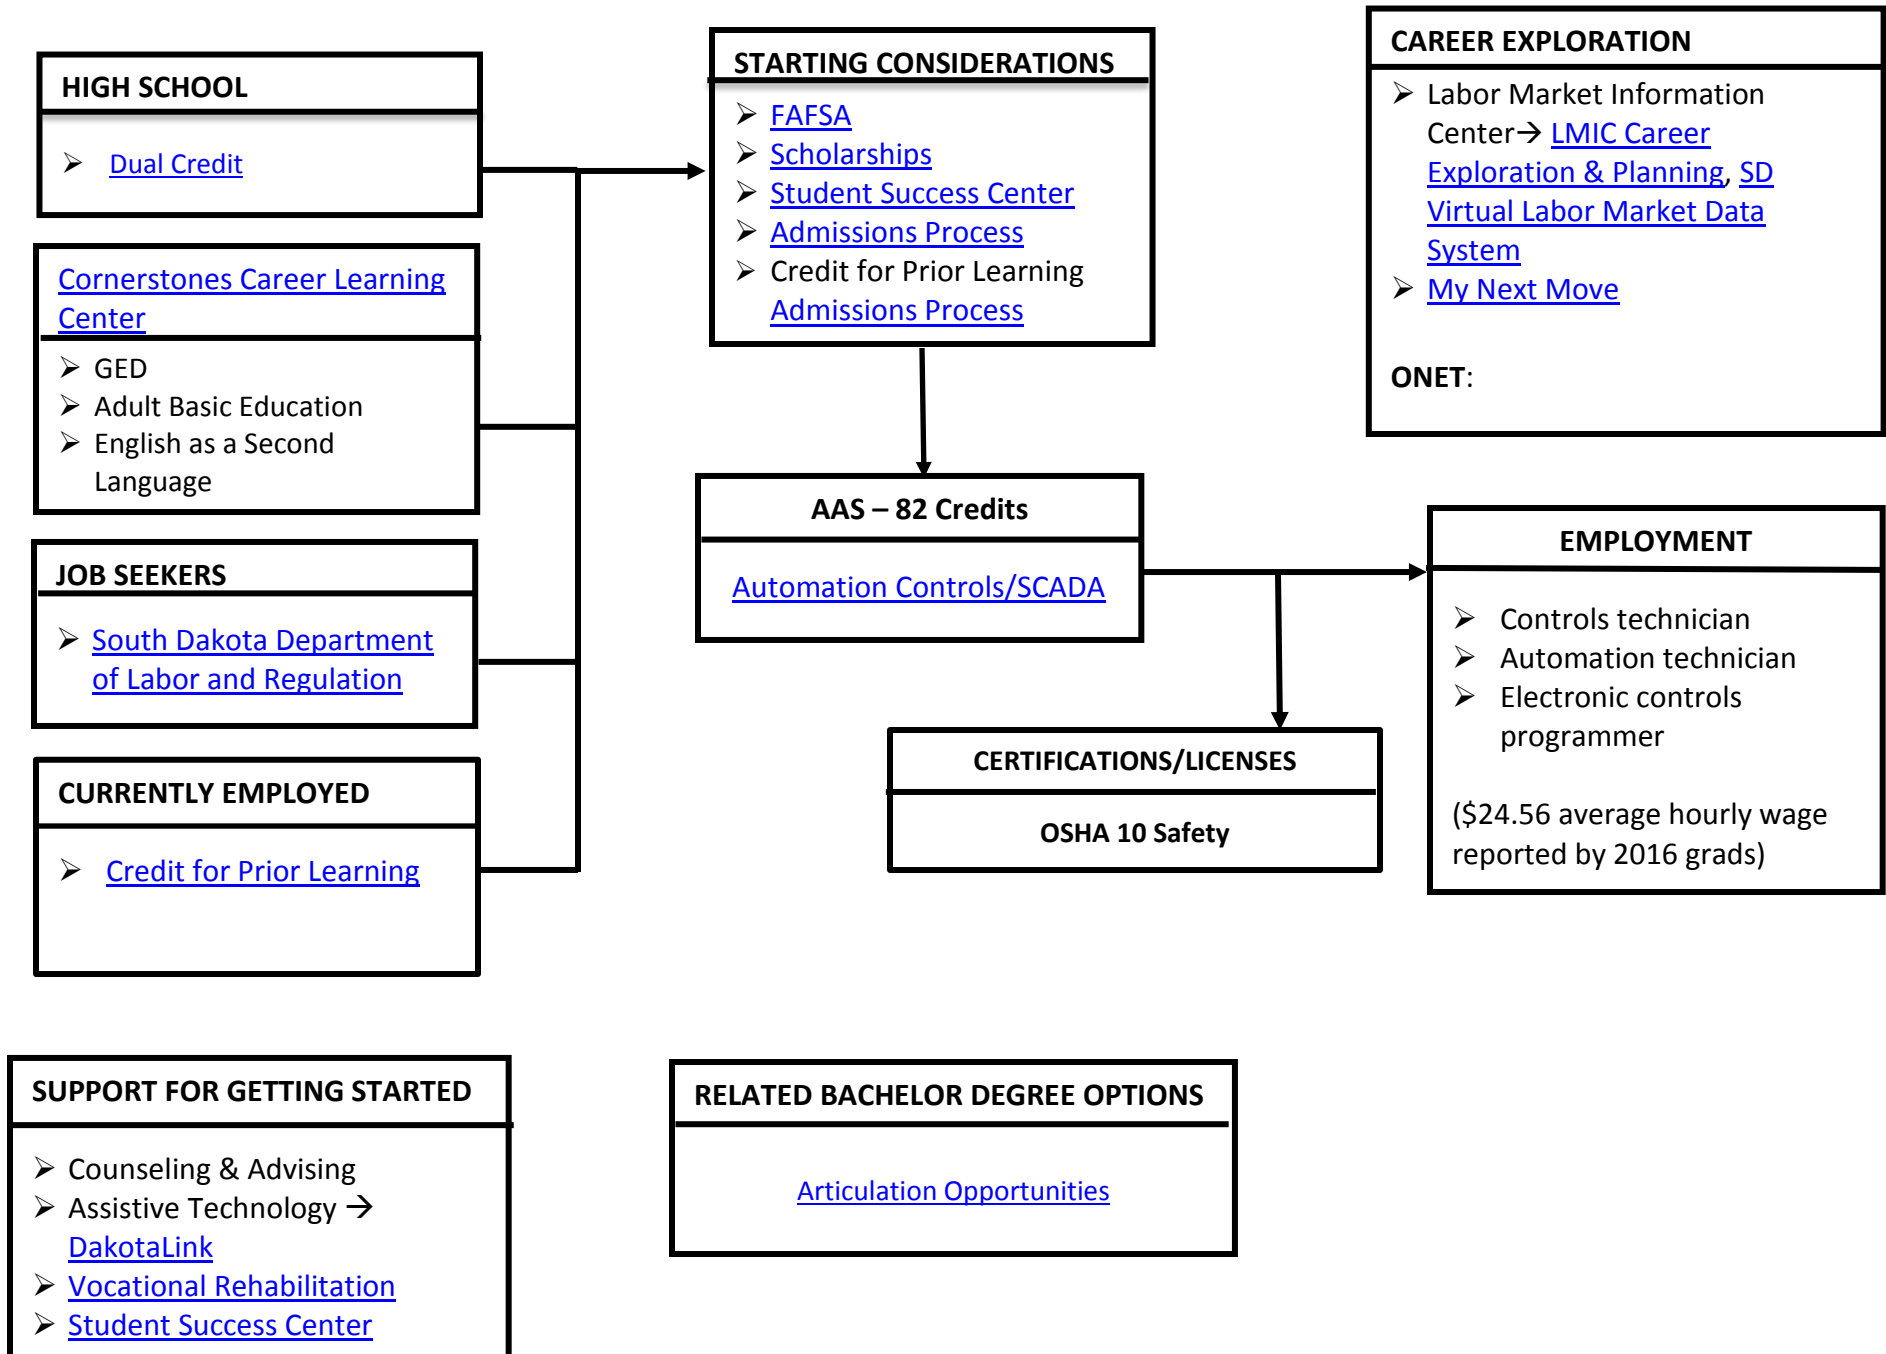 HIGH SCHOOL
➢ Dual Credit
Cornerstones Career Learning
Center
➢ GED
➢ Adult Basic Education
➢ English as a Second
Language
JOB SEEKERS
➢ South Dakota Department
of Labor and Regulation
CURRENTLY EMPLOYED
➢ Credit for Prior Learning
STARTING CONSIDERATIONS
➢ FAFSA
➢ Scholarships
➢ Student Success Center
➢ Admissions Process
➢ Credit for Prior Learning
Admissions Process
AAS – 82 Credits
Automation Controls/SCADA
CERTIFICATIONS/LICENSES
OSHA 10 Safety
CAREER EXPLORATION
➢ Labor Market Information
Center→ LMIC Career
Exploration & Planning, SD
Virtual Labor Market Data
System
➢ My Next Move
ONET:
EMPLOYMENT
➢ Controls technician
➢ Automation technician
➢ Electronic controls
programmer
($24.56 average hourly wage
reported by 2016 grads)
SUPPORT FOR GETTING STARTED
➢ Counseling & Advising
➢ Assistive Technology →
DakotaLink
➢ Vocational Rehabilitation
➢ Student Success Center
RELATED BACHELOR DEGREE OPTIONS
Articulation Opportunities